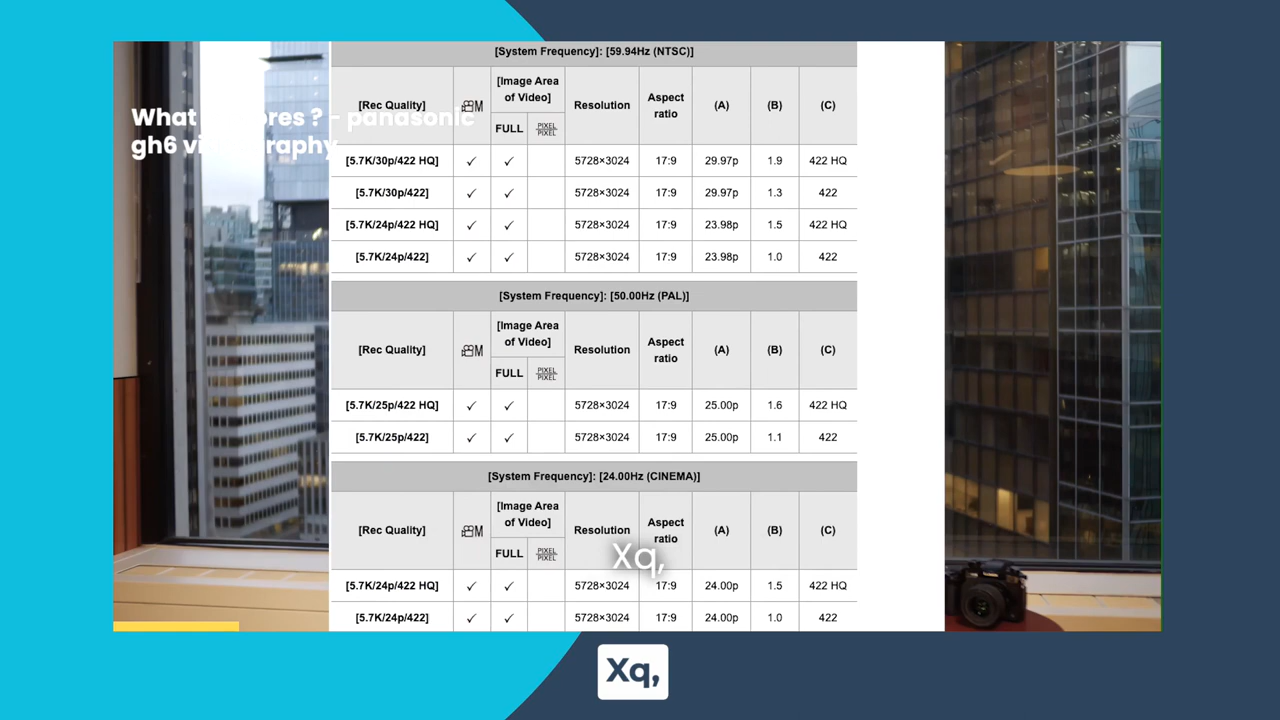 What pres ? - panasonic
gh6 vi raphy
[System Frequency]: [59.94Hz (NTSC)]
[Rec Quality] M [Image Area of Video] Resolution Aspect ratio (A) (B) (C)
FULL PIXEL PIXEL
[5.7K/30p/422 HQ] ✓ ✓ 5728×3024 17:9 29.97p 1.9 422 HQ
[5.7K/30p/422] ✓ ✓ 5728×3024 17:9 29.97p 1.3 422
[5.7K/24p/422 HQ] ✓ ✓ 5728×3024 17:9 23.98p 1.5 422 HQ
[5.7K/24p/422] ✓ ✓ 5728×3024 17:9 23.98p 1.0 422
[System Frequency]: [50.00Hz (PAL)]
[Rec Quality] M [Image Area of Video] Resolution Aspect ratio (A) (B) (C)
FULL PIXEL PIXEL
[5.7K/25p/422 HQ] ✓ ✓ 5728×3024 17:9 25.00p 1.6 422 HQ
[5.7K/25p/422] ✓ ✓ 5728×3024 17:9 25.00p 1.1 422
[System Frequency]: [24.00Hz (CINEMA)]
[Rec Quality] M [Image Area of Video] Resolution Aspect ratio (A) (B) (C)
FULL PIXEL PIXEL
[5.7K/24p/422 HQ] ✓ ✓ 5728×3024 17:9 24.00p 1.5 422 HQ
[5.7K/24p/422] ✓ ✓ 5728×3024 17:9 24.00p 1.0 422
Xq,
Xq,